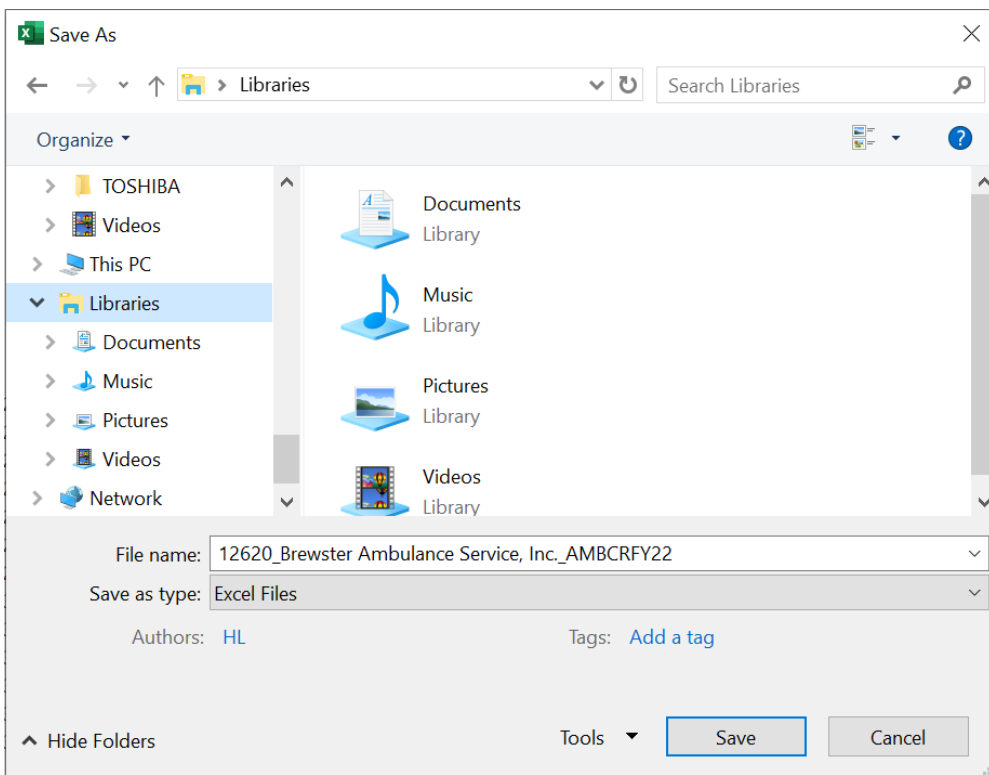 Save As
Libraries
Search Libraries
Organize
TOSHIBA
Videos
This PC
Libraries
Documents
Music
Pictures
Videos
Network
Documents
Library
Music
Library
Pictures
Library
Videos
Library
File name: 12620_Brewster Ambulance Service, Inc._AMBCRFY22
Save as type: Excel Files
Authors: HL Tags: Add a tag
Hide Folders Tools Save Cancel